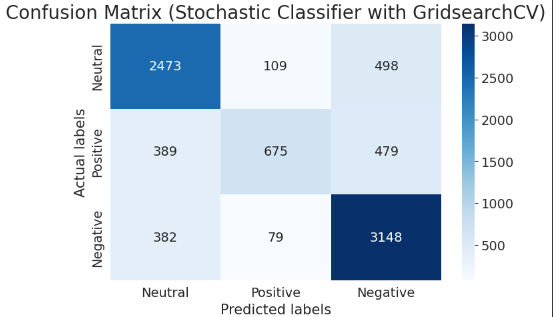 Confusion Matrix (Stochastic Classifier with GridsearchCV)
Actual labels
Neutral
2473 109 498
Positive
389 675 479
Negative
382 79 3148
Neutral Positive Negative
Predicted labels
3000
2500
2000
1500
1000
500